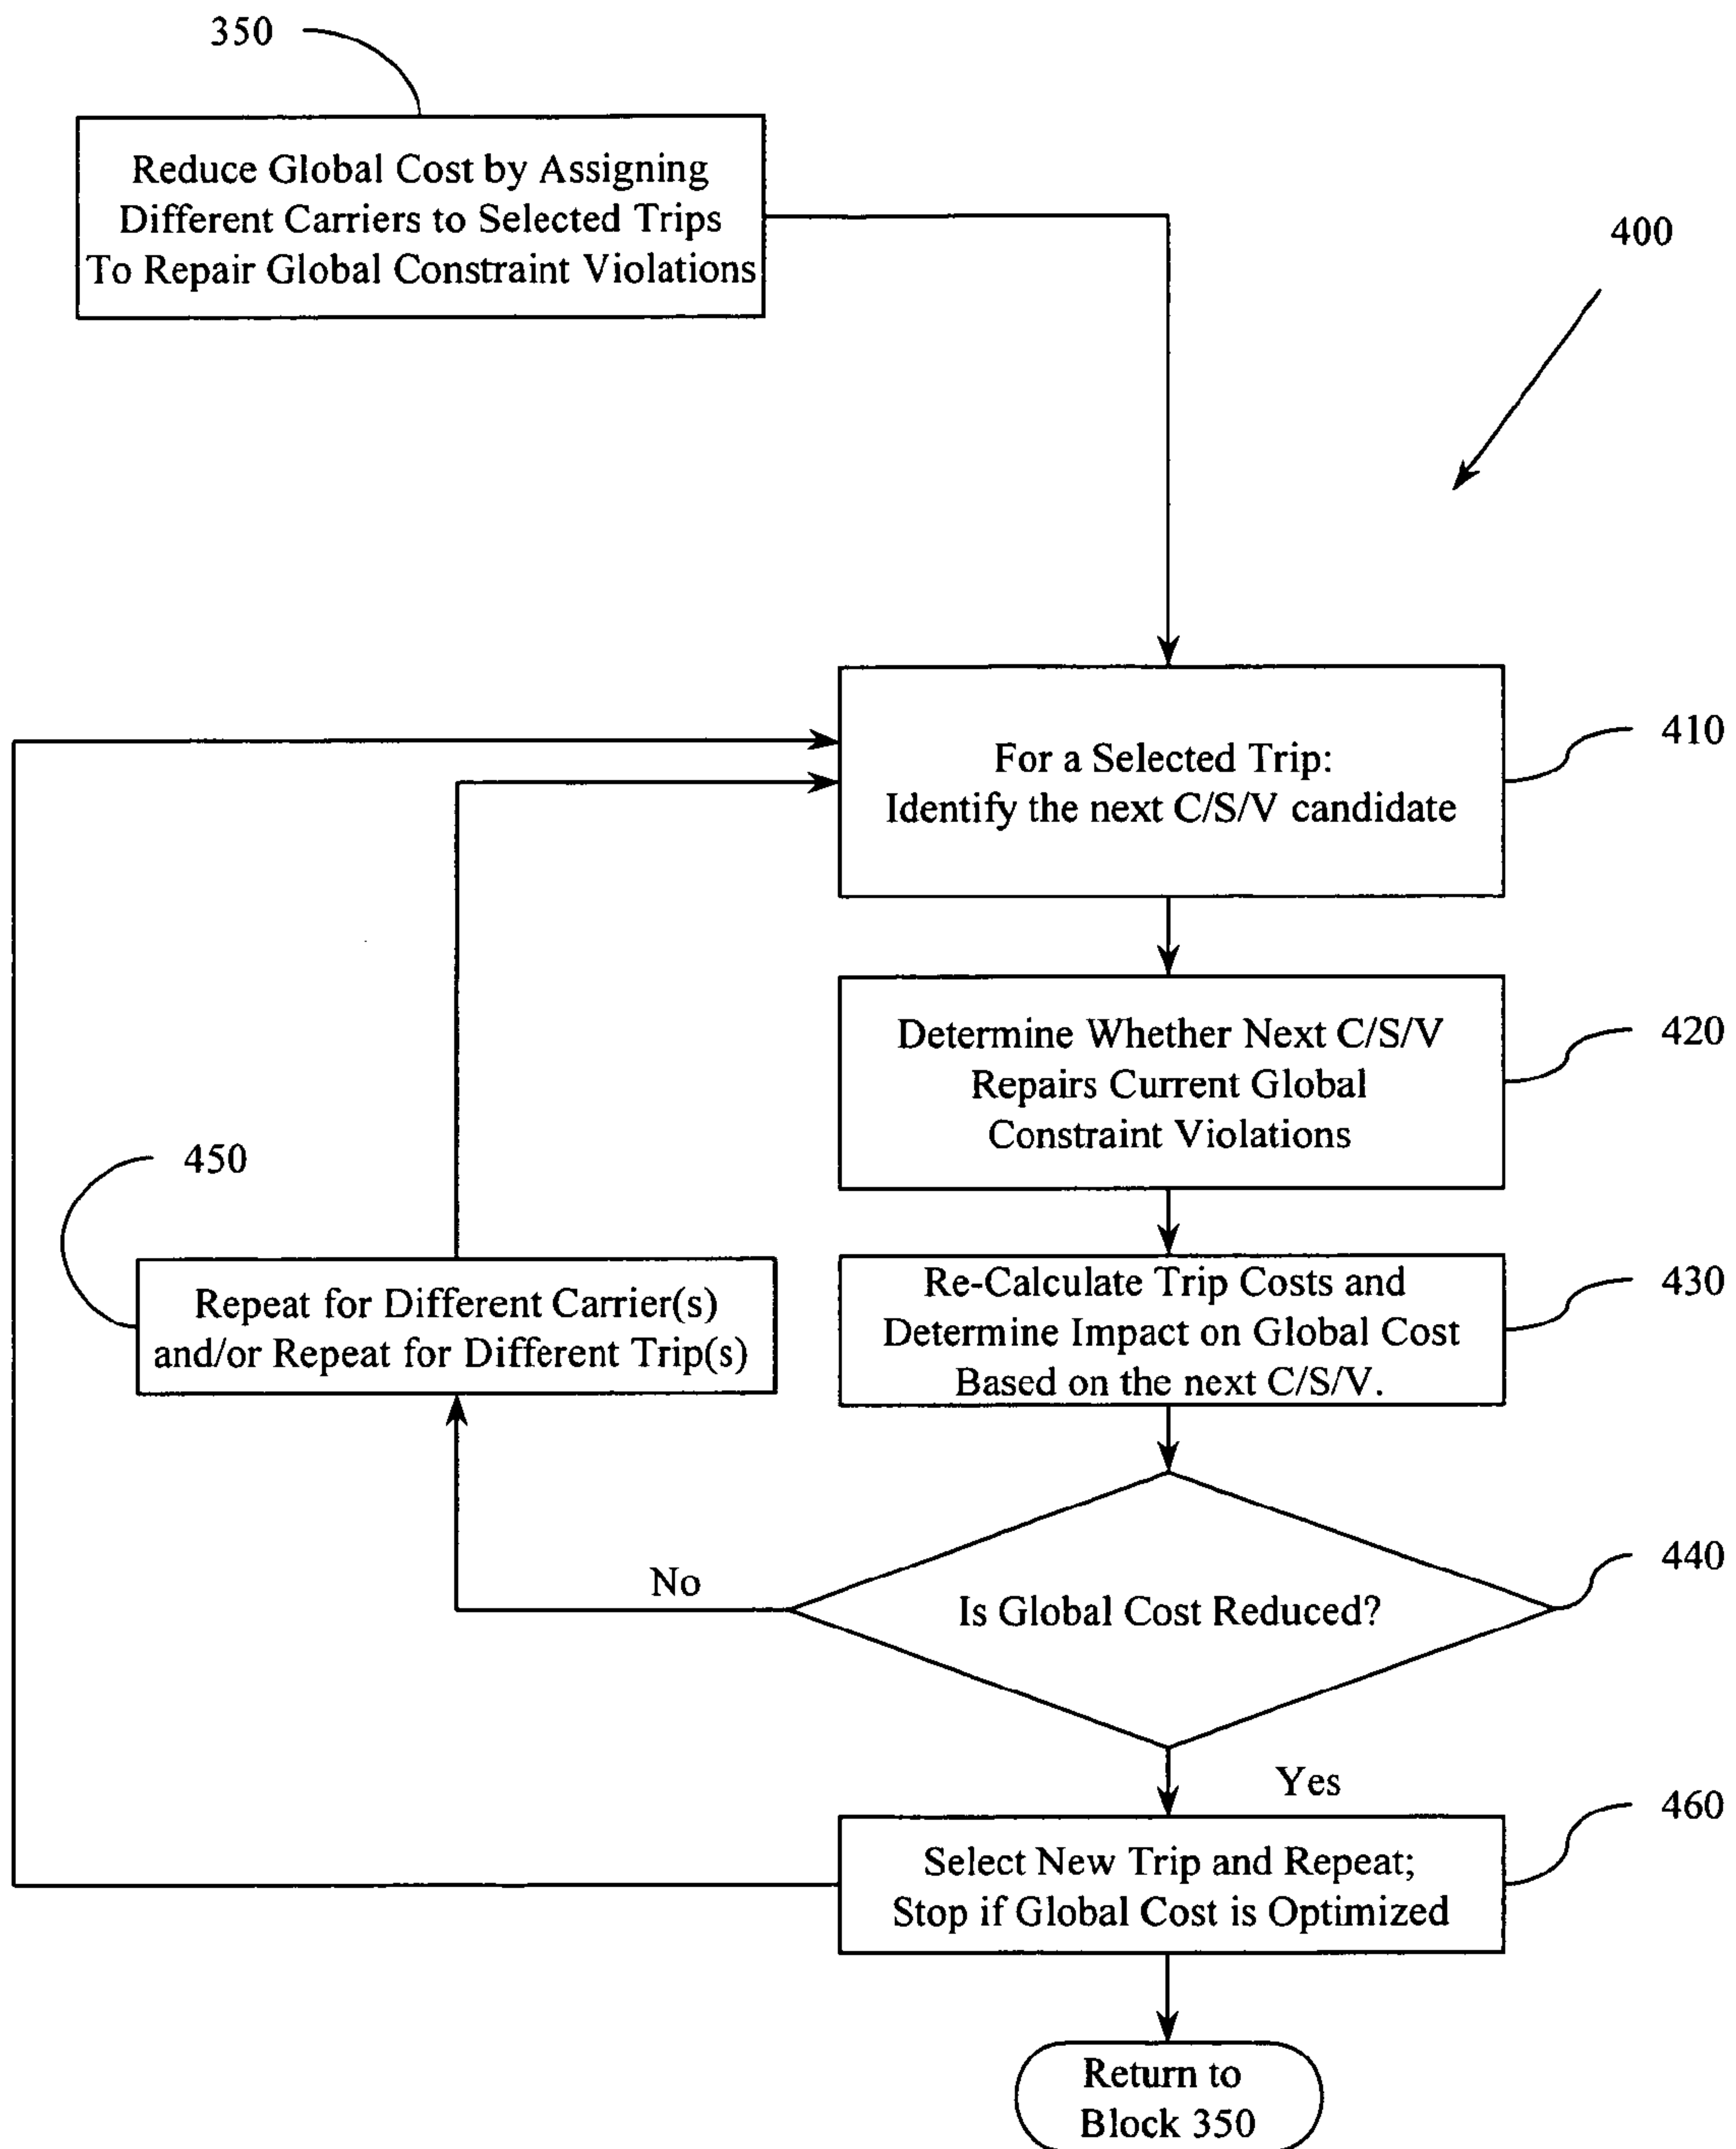 350
Reduce Global Cost by Assigning
Different Carriers to Selected Trips
To Repair Global Constraint Violations
400
For a Selected Trip:
Identify the next C/S/V candidate
410
Determine Whether Next C/S/V
Repairs Current Global
Constraint Violations
420
450
Repeat for Different Carrier(s)
and/or Repeat for Different Trip(s)
Re-Calculate Trip Costs and
Determine Impact on Global Cost
Based on the next C/S/V.
430
No
Is Global Cost Reduced?
440
Yes
Select New Trip and Repeat;
Stop if Global Cost is Optimized
460
Return to
Block 350